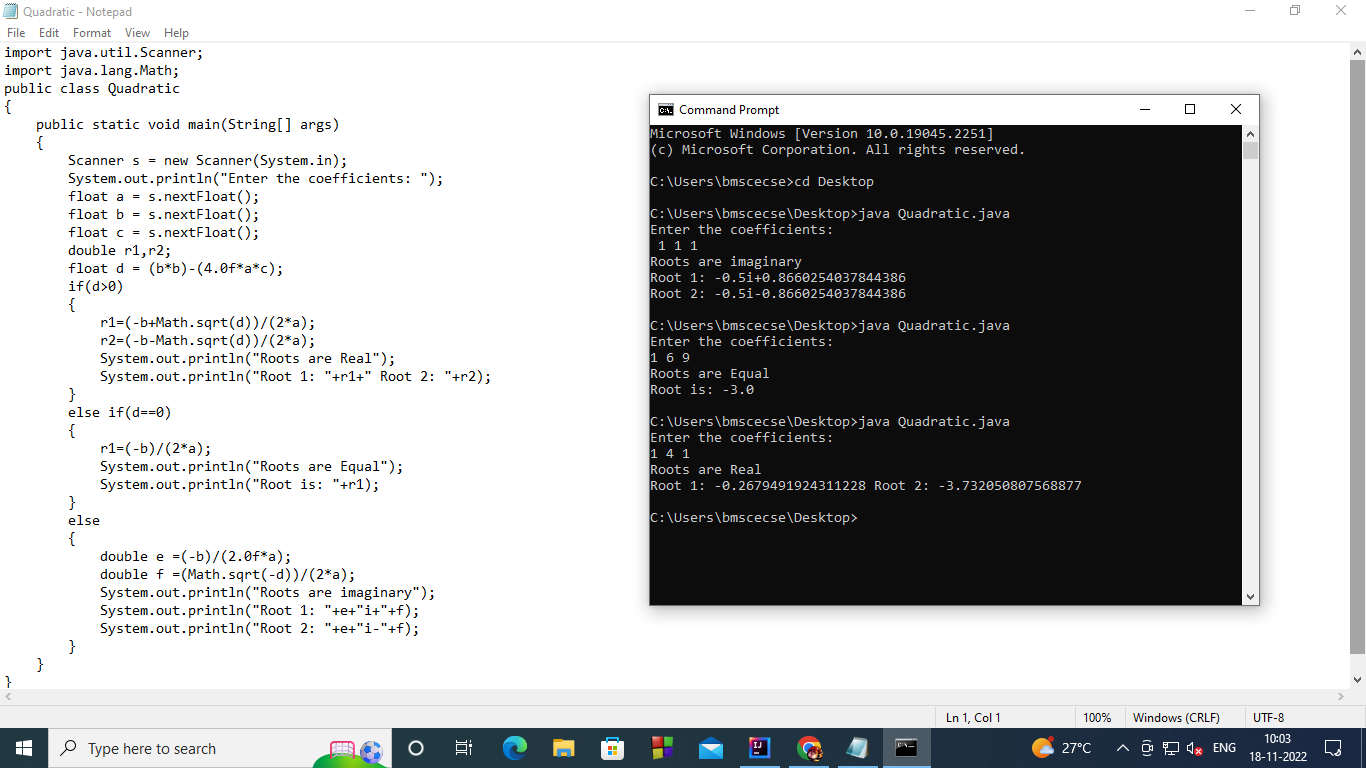 Quadratic - Notepad
File Edit Format View Help
import java.util.Scanner;
import java.lang.Math;
public class Quadratic
{
    public static void main(String[] args)
    {
        Scanner s = new Scanner(System.in);
        System.out.println("Enter the coefficients: ");
        float a = s.nextFloat();
        float b = s.nextFloat();
        float c = s.nextFloat();
        double r1,r2;
        float d = (b*b)-(4.0f*a*c);
        if(d>0)
        {
            r1=(-b+Math.sqrt(d))/(2*a);
            r2=(-b-Math.sqrt(d))/(2*a);
            System.out.println("Roots are Real");
            System.out.println("Root 1: "+r1+" Root 2: "+r2);
        }
        else if(d==0)
        {
            r1=(-b)/(2*a);
            System.out.println("Roots are Equal");
            System.out.println("Root is: "+r1);
        }
        else
        {
            double e =(-b)/(2.0f*a);
            double f =(Math.sqrt(-d))/(2*a);
            System.out.println("Roots are imaginary");
            System.out.println("Root 1: "+e+"i+"+f);
            System.out.println("Root 2: "+e+"i-"+f);
        }
    }
}
Command Prompt
Microsoft Windows [Version 10.0.19045.2251]
(c) Microsoft Corporation. All rights reserved.
C:\Users\bmscecse>cd Desktop
C:\Users\bmscecse\Desktop>java Quadratic.java
Enter the coefficients:
 1 1 1
Roots are imaginary
Root 1: -0.5i+0.8660254037844386
Root 2: -0.5i-0.8660254037844386
C:\Users\bmscecse\Desktop>java Quadratic.java
Enter the coefficients:
1 6 9
Roots are Equal
Root is: -3.0
C:\Users\bmscecse\Desktop>java Quadratic.java
Enter the coefficients:
1 4 1
Roots are Real
Root 1: -0.2679491924311228 Root 2: -3.732050807568877
C:\Users\bmscecse\Desktop>
Ln 1, Col 1 100% Windows (CRLF) UTF-8
Type here to search
27°C ENG
10:03
18-11-2022